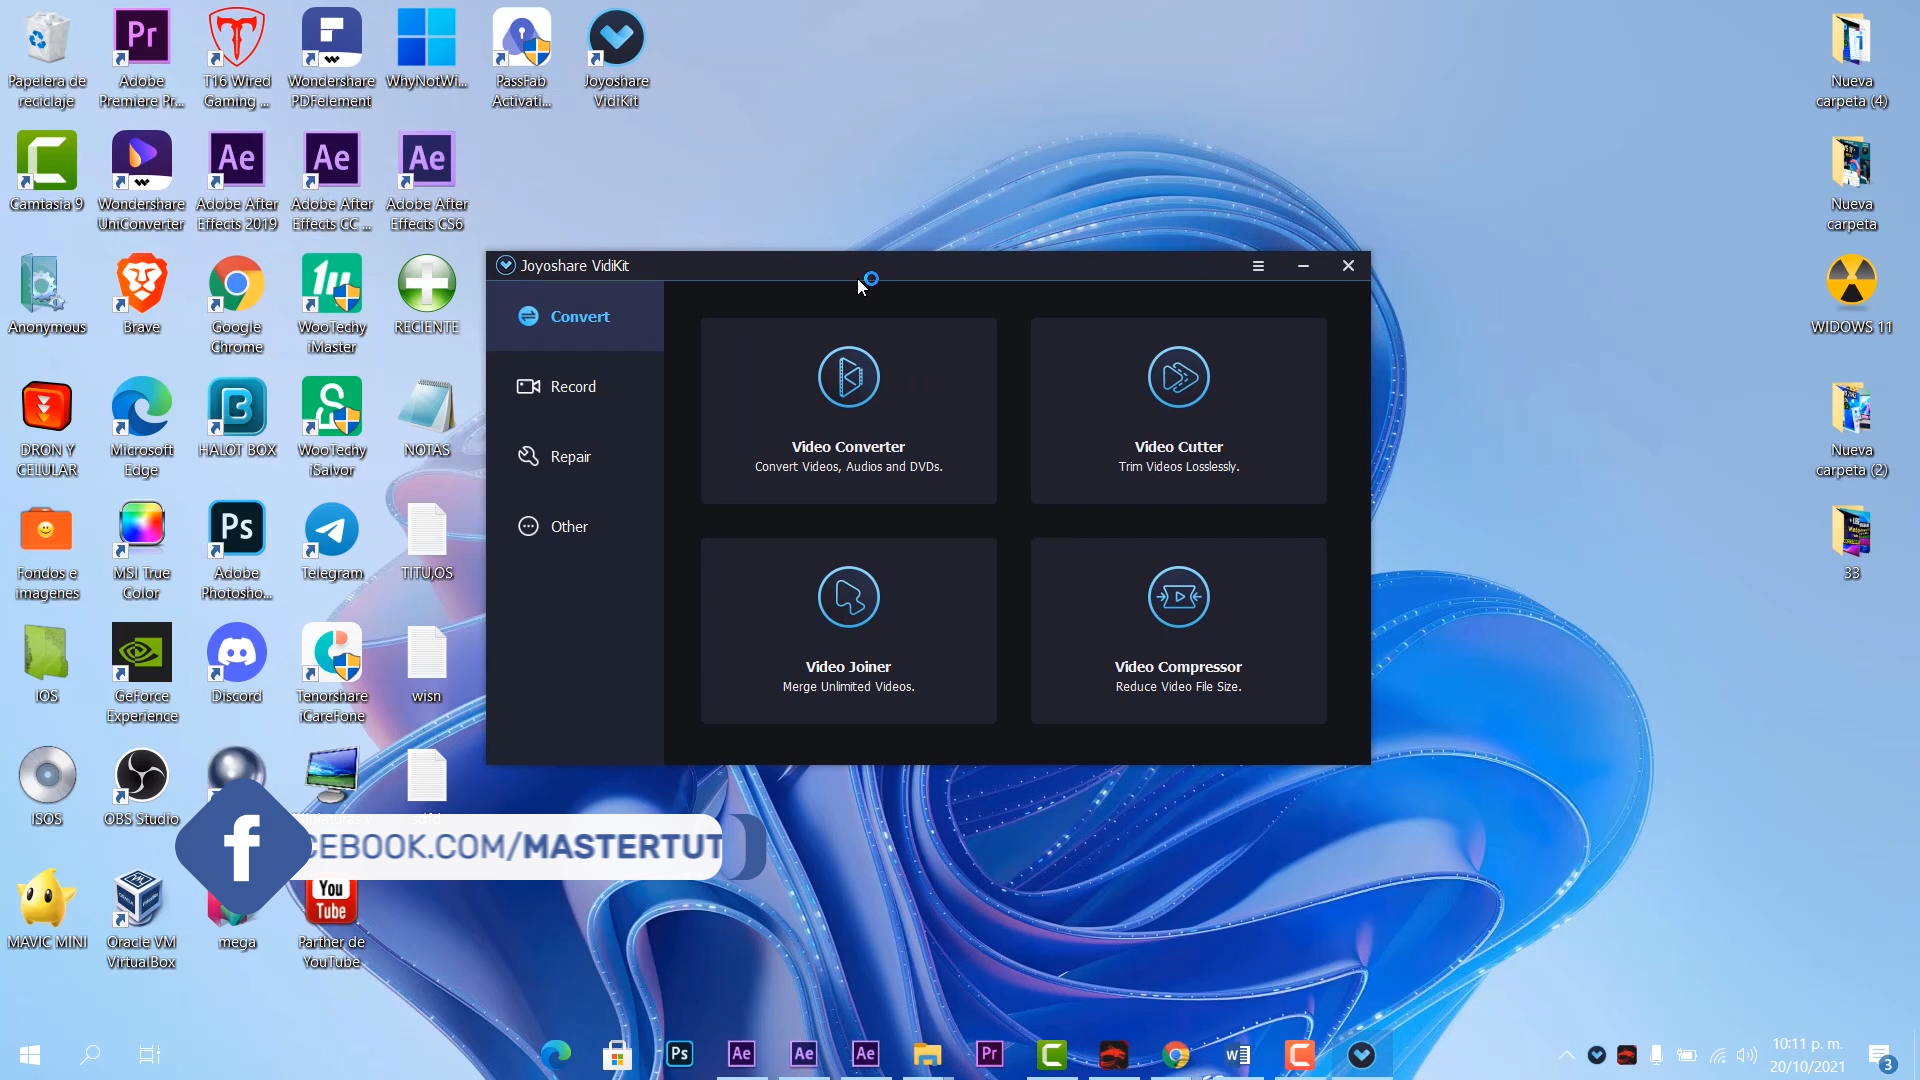 Papelera de
reciclaje
Adobe
Premiere Pr...
T16 Wired
Gaming ...
Wondershare
PDFelement
WhyNotWi...
PassFab
Activati...
Joyoshare
VidiKit
Nueva
carpeta (4)
Camtasia 9
Wondershare
UniConverter
Adobe After
Effects 2019
Adobe After
Effects CC ...
Adobe After
Effects CS6
Nueva
carpeta
Anonymous
Brave
Google
Chrome
WooTechy
iMaster
RECIENTE
WIDOWS 11
DRON Y
CELULAR
Microsoft
Edge
HALOT BOX
WooTechy
iSalvor
NOTAS
Nueva
carpeta (2)
Fondos e
imagenes
MSI True
Color
Adobe
Photosho...
Telegram
TITU,OS
33
IOS
GeForce
Experience
Discord
Tenorshare
iCareFone
wisn
ISOS
OBS Studio
MAVIC MINI
Oracle VM
VirtualBox
mega
Parther de
YouTube
You
Tube
Joyoshare VidiKit
Convert
Record
Repair
Other
Video Converter
Convert Videos, Audios and DVDs.
Video Cutter
Trim Videos Losslessly.
Video Joiner
Merge Unlimited Videos.
Video Compressor
Reduce Video File Size.
CEBOOK.COM/MASTERTUT
10:11 p. m.
20/10/2021
3